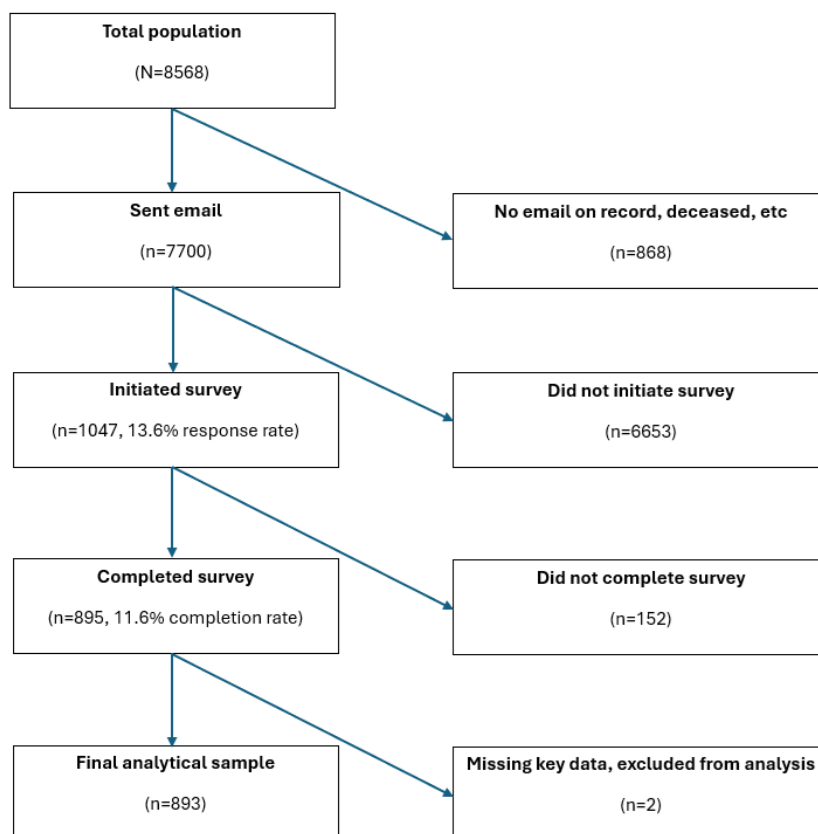 Total population
(N=8568)
Sent email
(n=7700)
No email on record, deceased, etc
(n=868)
Initiated survey
(n=1047, 13.6% response rate)
Did not initiate survey
(n=6653)
Completed survey
(n=895, 11.6% completion rate)
Did not complete survey
(n=152)
Final analytical sample
(n=893)
Missing key data, excluded from analysis
(n=2)